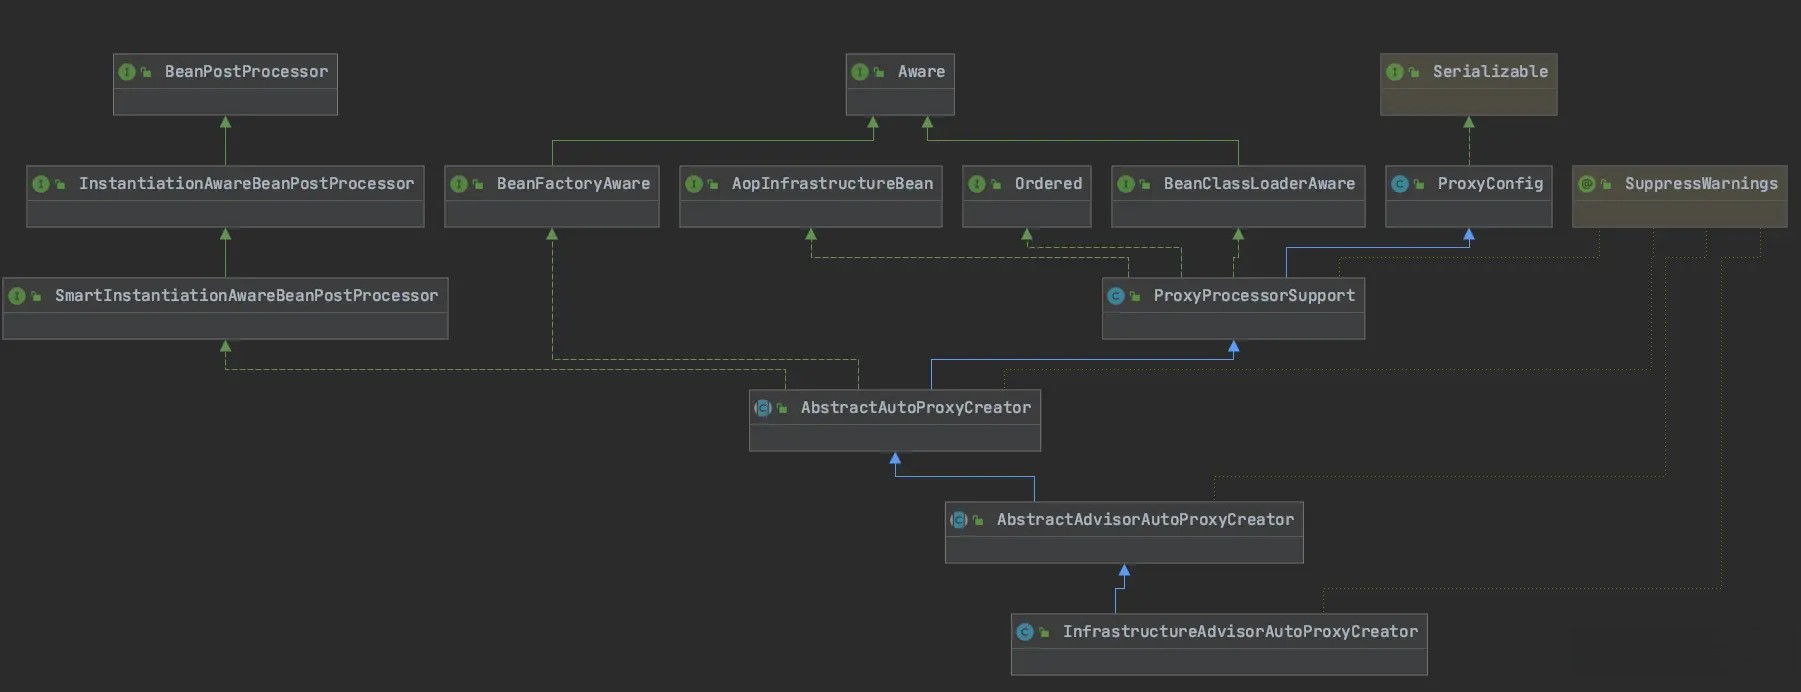 BeanPostProcessor
Aware
Serializable
InstantiationAwareBeanPostProcessor
BeanFactoryAware
AopInfrastructureBean
Ordered
BeanClassLoaderAware
ProxyConfig
SuppressWarnings
SmartInstantiationAwareBeanPostProcessor
ProxyProcessorSupport
AbstractAutoProxyCreator
AbstractAdvisorAutoProxyCreator
InfrastructureAdvisorAutoProxyCreator